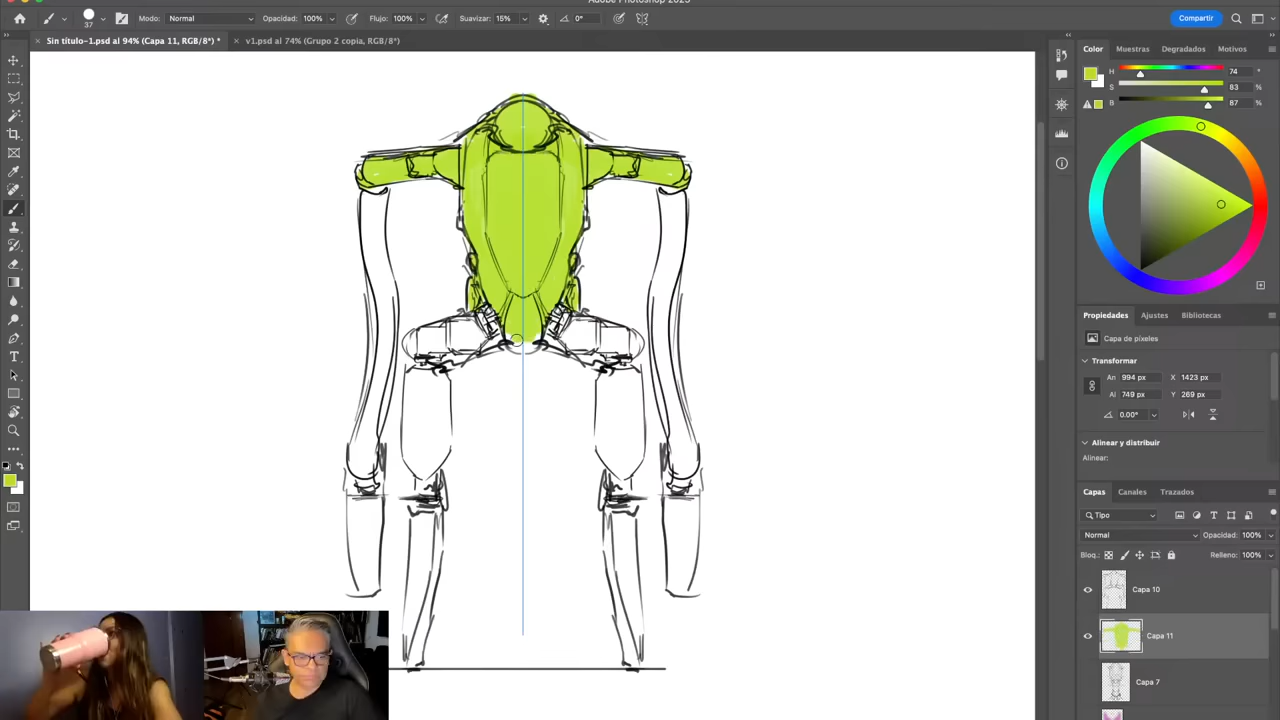 37
Modo:
Normal
Opacidad:
100%
Flujo:
100%
Suavizar:
15%
0°
Compartir
Sin título-1.psd al 94% (Capa 11, RGB/8*) *
v1.psd al 74% (Grupo 2 copia, RGB/8*)
Color
Muestras
Degradados
Motivos
H
74
°
S
83
%
B
87
%
Propiedades
Ajustes
Bibliotecas
Capa de píxeles
Transformar
An
994 px
X
1423 px
Al
749 px
Y
269 px
0.00°
Alinear y distribuir
Alinear:
Capas
Canales
Trazados
Tipo
Normal
Opacidad:
100%
Bloq.:
Relleno:
100%
Capa 10
Capa 11
Capa 7